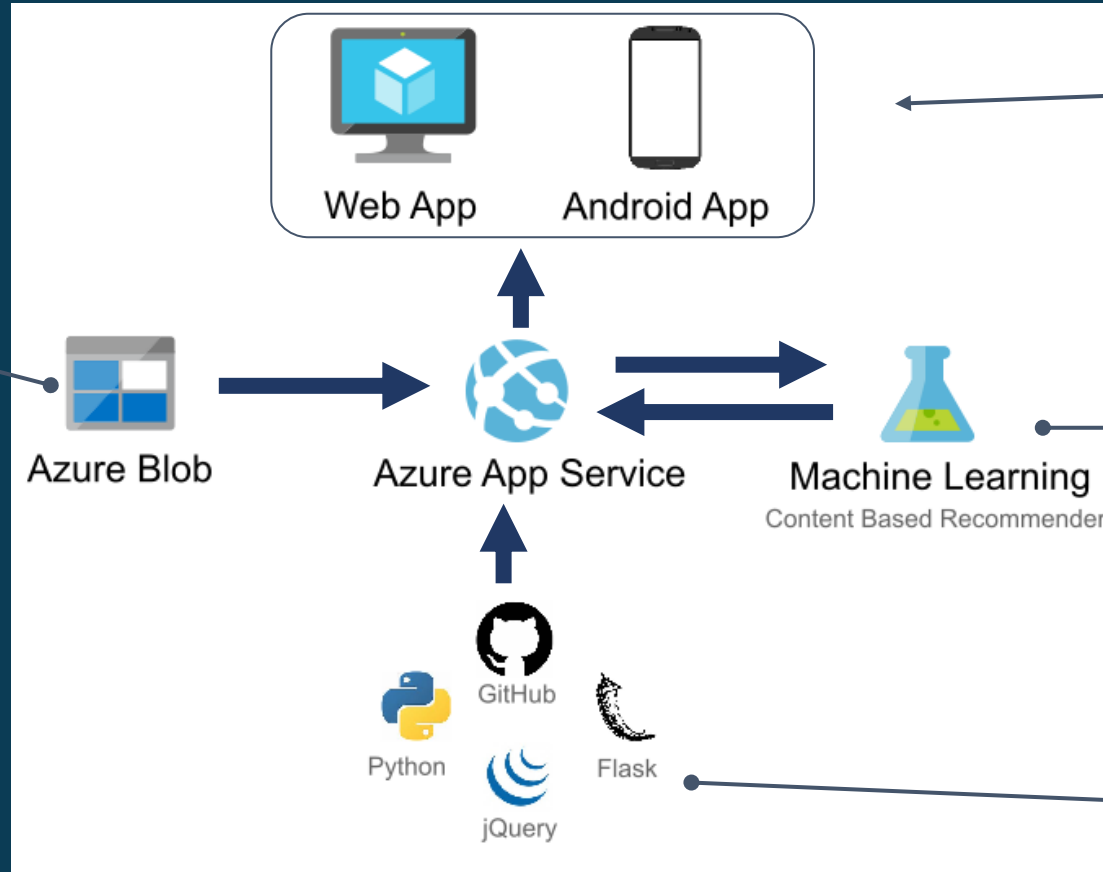 Web App
Android App
Azure Blob
Azure App Service
Machine Learning
Content Based Recommender
GitHub
Python
Flask
jQuery